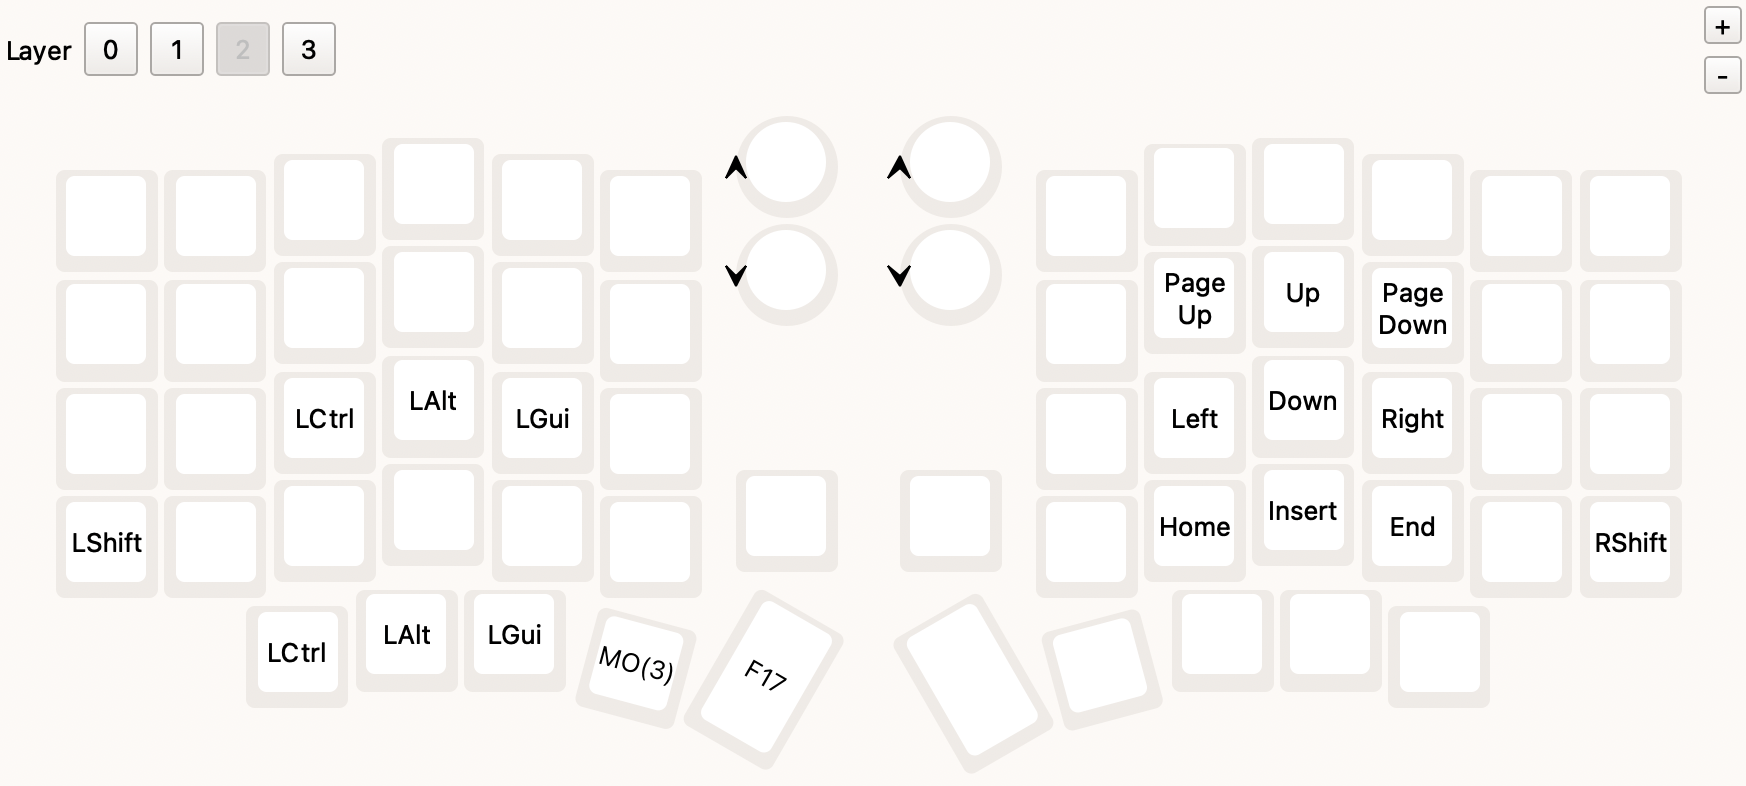 Layer 0 1 2 3
+
-
Page
Up
Up
Page
Down
LCtrl LAlt LGui
Left Down Right
LShift
Home Insert End RShift
LCtrl LAlt LGui MO(3) F17